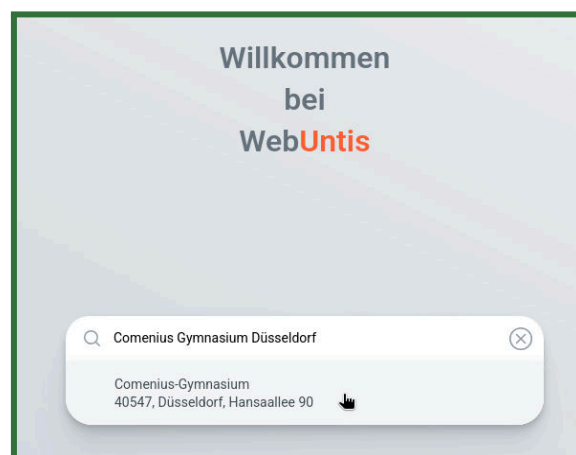 Willkommen
bei
WebUntis
Comenius Gymnasium Düsseldorf
Comenius-Gymnasium
40547, Düsseldorf, Hansaallee 90